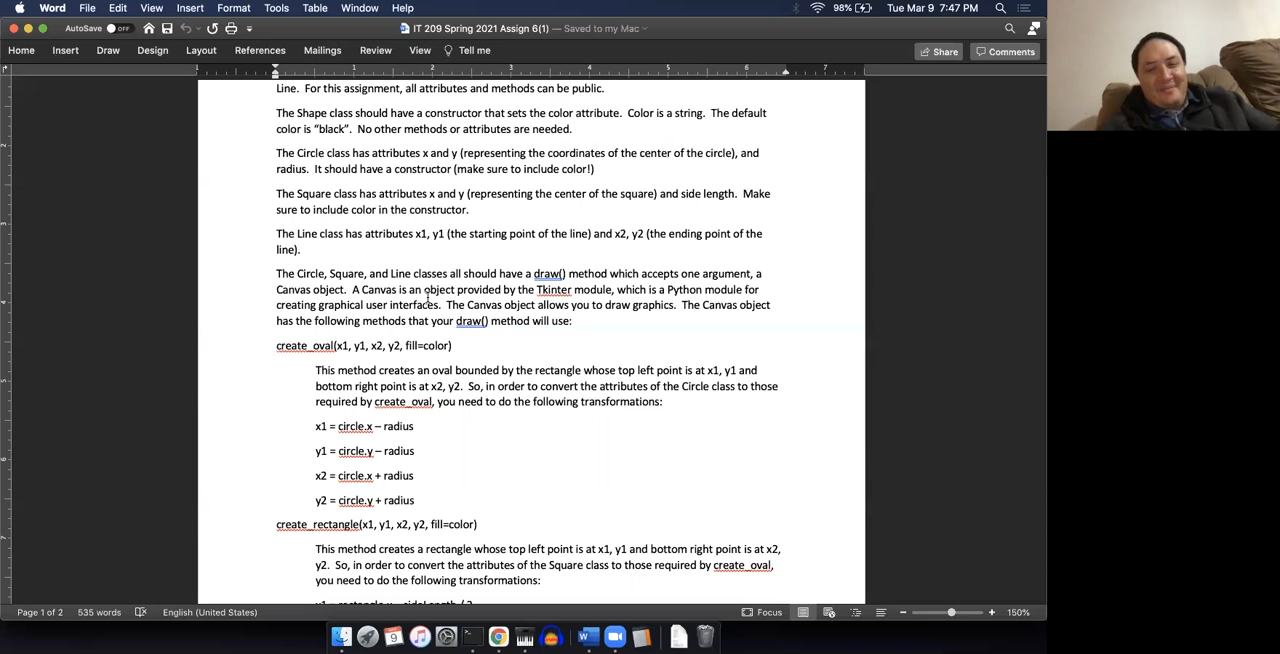 Word File Edit View Insert Format Tools Table Window Help 98% Tue Mar 9 7:47 PM
AutoSave OFF IT 209 Spring 2021 Assign 6(1) — Saved to my Mac
Home Insert Draw Design Layout References Mailings Review View Tell me Share Comments
1 1 2 3 4 5 6 7
Line. For this assignment, all attributes and methods can be public.
The Shape class should have a constructor that sets the color attribute. Color is a string. The default
color is “black”. No other methods or attributes are needed.
The Circle class has attributes x and y (representing the coordinates of the center of the circle), and
radius. It should have a constructor (make sure to include color!)
The Square class has attributes x and y (representing the center of the square) and side length. Make
sure to include color in the constructor.
The Line class has attributes x1, y1 (the starting point of the line) and x2, y2 (the ending point of the
line).
The Circle, Square, and Line classes all should have a draw() method which accepts one argument, a
Canvas object. A Canvas is an object provided by the Tkinter module, which is a Python module for
creating graphical user interfaces. The Canvas object allows you to draw graphics. The Canvas object
has the following methods that your draw() method will use:
create_oval(x1, y1, x2, y2, fill=color)
This method creates an oval bounded by the rectangle whose top left point is at x1, y1 and
bottom right point is at x2, y2. So, in order to convert the attributes of the Circle class to those
required by create_oval, you need to do the following transformations:
x1 = circle.x – radius
y1 = circle.y – radius
x2 = circle.x + radius
y2 = circle.y + radius
create_rectangle(x1, y1, x2, y2, fill=color)
This method creates a rectangle whose top left point is at x1, y1 and bottom right point is at x2,
y2. So, in order to convert the attributes of the Square class to those required by create_oval,
you need to do the following transformations:
x1 = rectangle.x – sideLength / 2
Page 1 of 2 535 words English (United States) Focus 150%